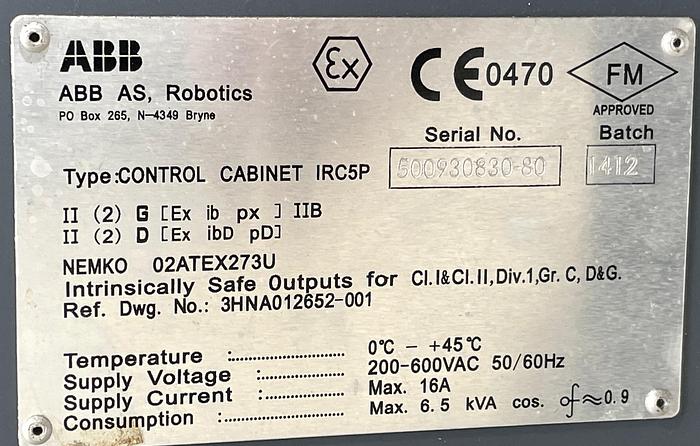 ABB
ABB AS, Robotics
PO Box 265, N-4349 Bryne
Ex
CE 0470
FM
APPROVED
Serial No. Batch
Type:CONTROL CABINET IRC5P 500930830-80 1412
II (2) G [Ex ib px ] IIB
II (2) D [Ex ibD pD]
NEMKO 02ATEX273U
Intrinsically Safe Outputs for Cl.I&Cl.II,Div.1,Gr. C, D&G.
Ref. Dwg. No.: 3HNA012652-001
Temperature :.......................... 0℃ - +45℃
Supply Voltage :.................... 200-600VAC 50/60Hz
Supply Current :.................... Max. 16A
Consumption :............................ Max. 6.5 kVA cos. φ≈0.9